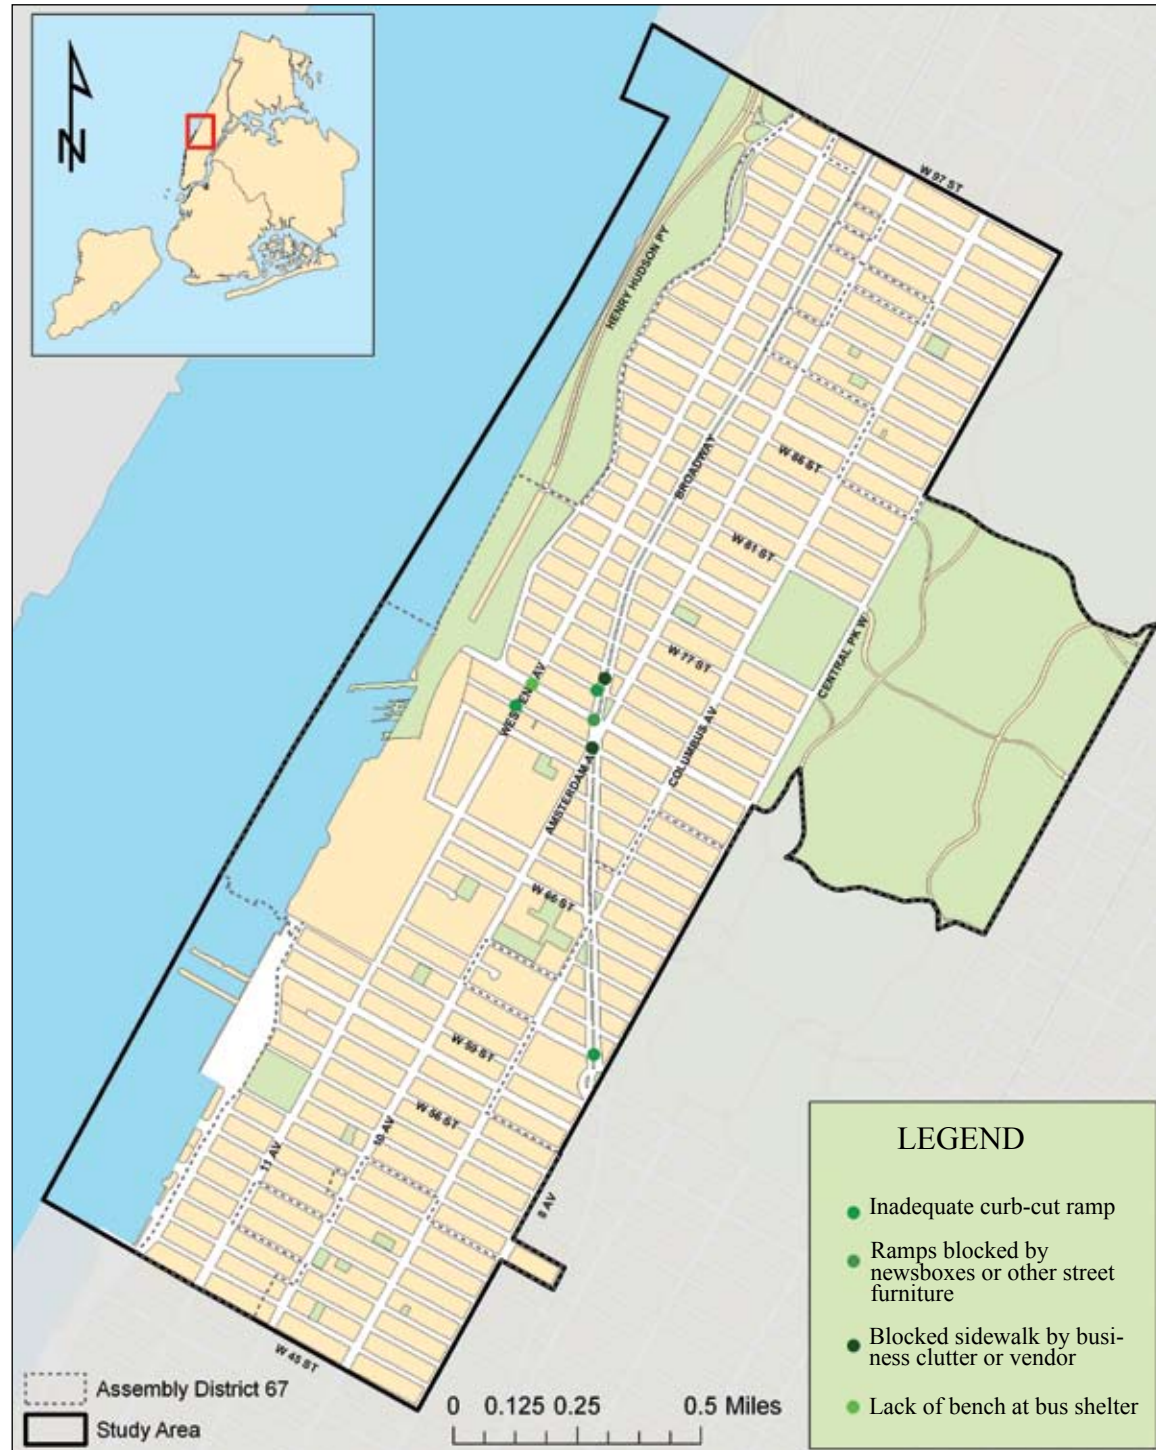 N
W 97 ST
HENRY HUDSON PY
BROADWAY
W 86 ST
W 81 ST
CENTRAL PK W
W 77 ST
WEST END AV
COLUMBUS AV
AMSTERDAM A
W 66 ST
W 59 ST
W 56 ST
10 AV
11 AV
8 AV
W 45 ST
LEGEND
Inadequate curb-cut ramp
Ramps blocked by
newsboxes or other street
furniture
Blocked sidewalk by busi-
ness clutter or vendor
Lack of bench at bus shelter
Assembly District 67
Study Area
0 0.125 0.25 0.5 Miles